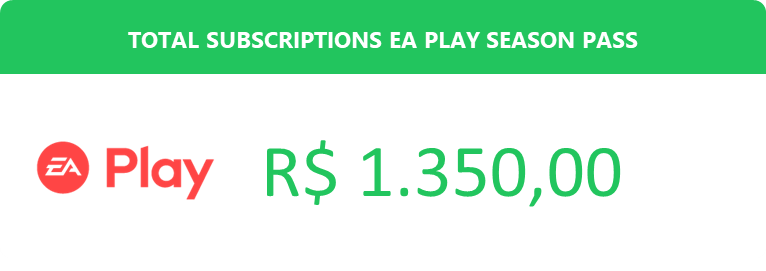 TOTAL SUBSCRIPTIONS EA PLAY SEASON PASS
EA Play R$ 1.350,00